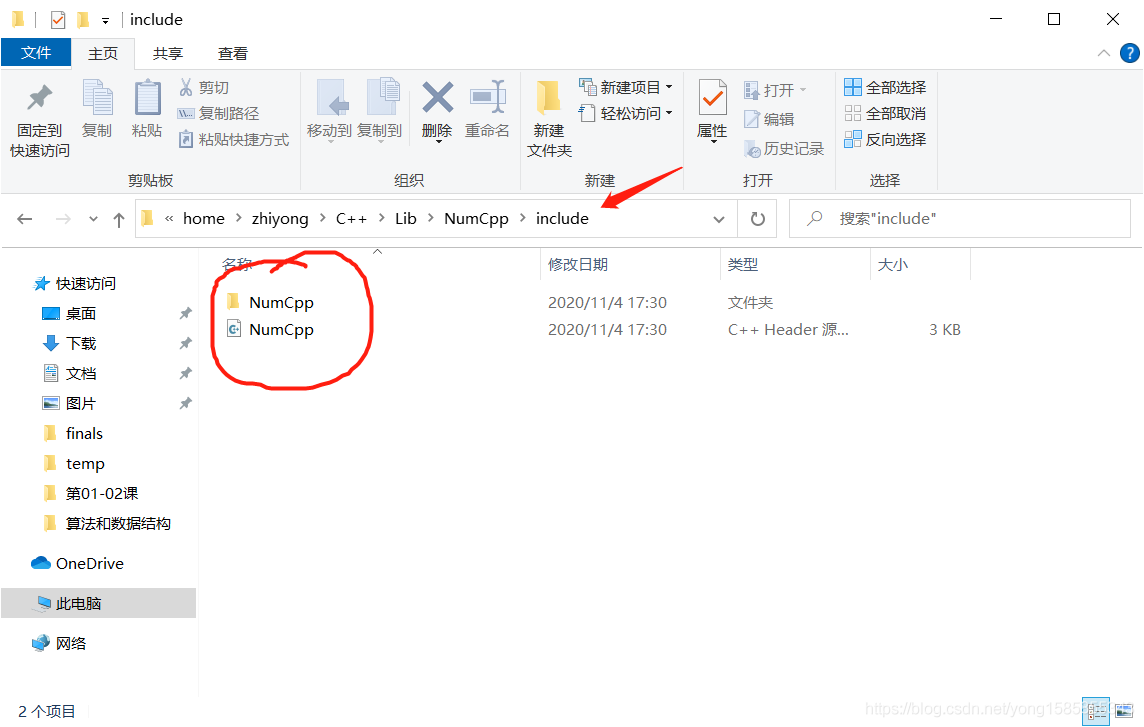 include
文件 主页 共享 查看
固定到
快速访问
复制
粘贴
剪切
复制路径
粘贴快捷方式
移动到 复制到 删除 重命名
新建
文件夹
新建项目
轻松访问
属性
打开
编辑
历史记录
全部选择
全部取消
反向选择
剪贴板 组织 新建 打开 选择
« home > zhiyong > C++ > Lib > NumCpp > include
搜索"include"
名称 修改日期 类型 大小
NumCpp 2020/11/4 17:30 文件夹
NumCpp 2020/11/4 17:30 C++ Header 源... 3 KB
快速访问
桌面
下载
文档
图片
finals
temp
第01-02课
算法和数据结构
OneDrive
此电脑
网络
2 个项目